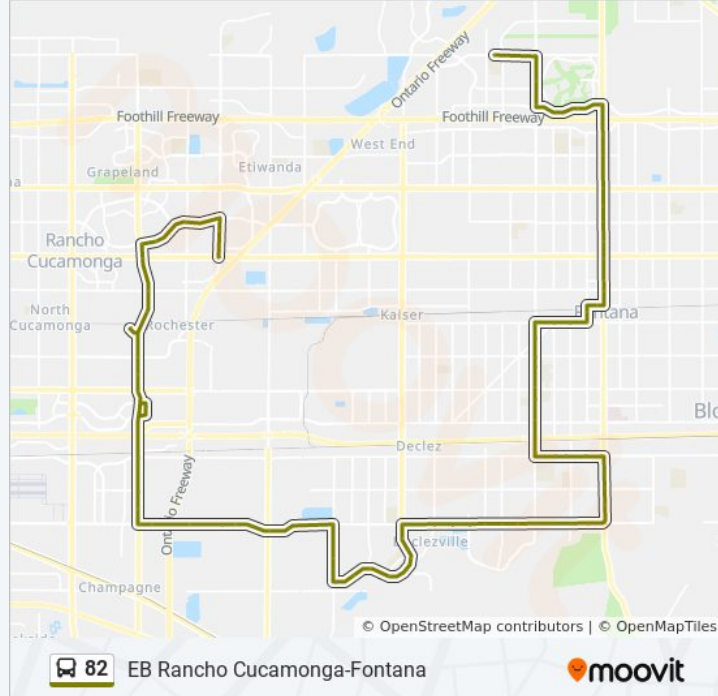 Ontario Freeway
Foothill Freeway
Foothill Freeway
West End
Grapeland
Etiwanda
Rancho
Cucamonga
North
Cucamonga
Rochester
Kaiser
Fontana
Declez
Ontario Freeway
Declezville
Champagne
© OpenStreetMap contributors | © OpenMapTiles
82 EB Rancho Cucamonga-Fontana
moovit